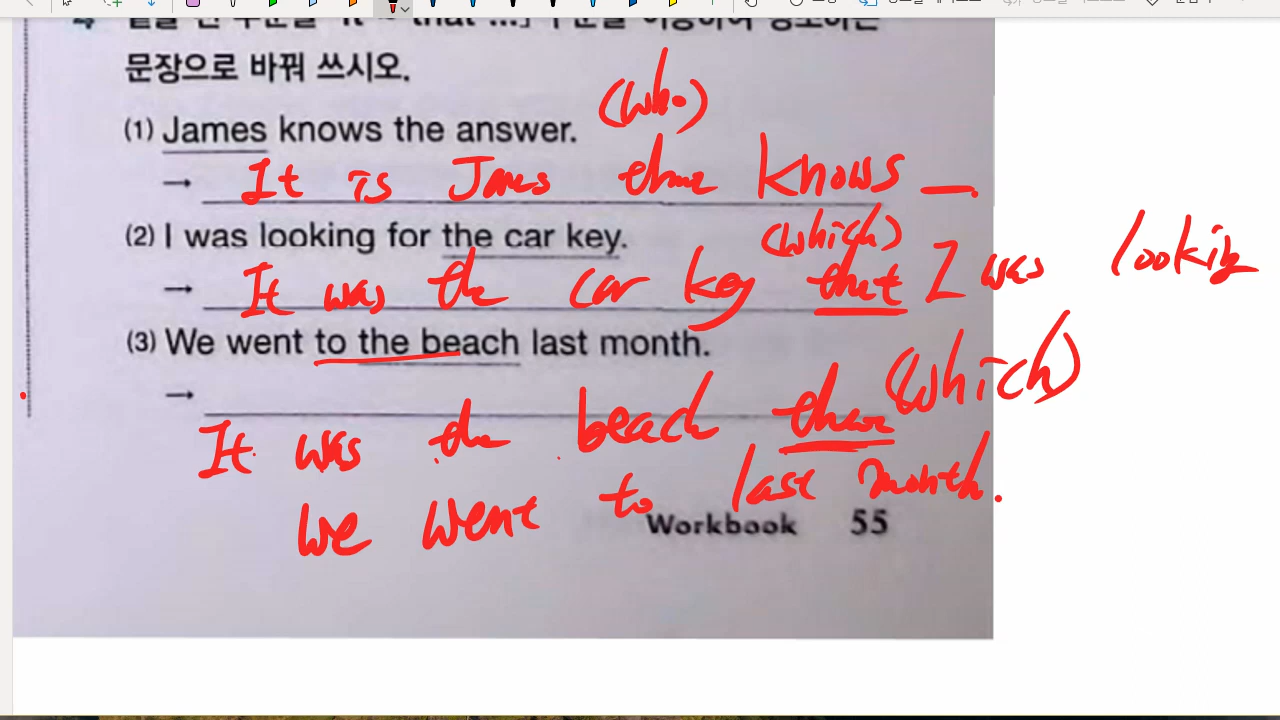 문장으로 바꿔 쓰시오.
(who)
(1) James knows the answer.
→ It is James that knows —.
(2) I was looking for the car key.
(which)
→ It was the car key that I was looking
(3) We went to the beach last month.
→
It was the beach that (which)
we went to last month.
Workbook 55